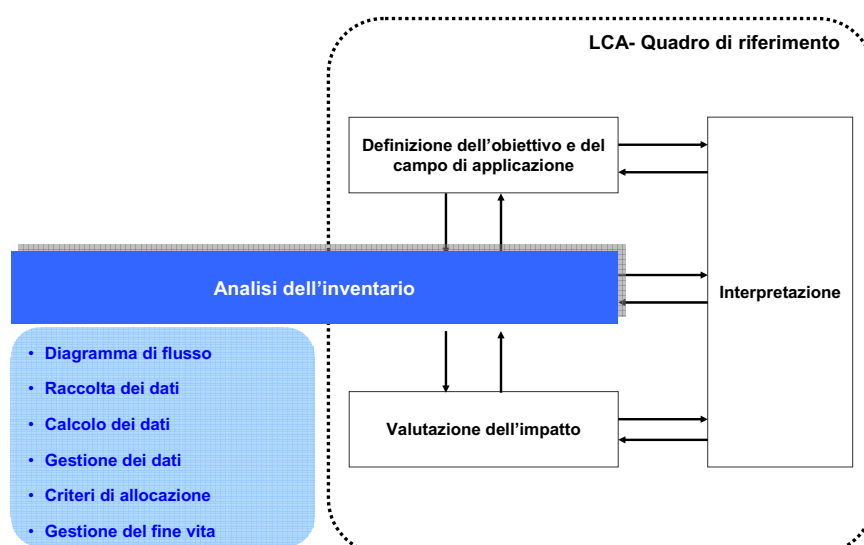 LCA- Quadro di riferimento
Definizione dell'obiettivo e del
campo di applicazione
Analisi dell'inventario
Interpretazione
• Diagramma di flusso
• Raccolta dei dati
• Calcolo dei dati
• Gestione dei dati
• Criteri di allocazione
• Gestione del fine vita
Valutazione dell'impatto